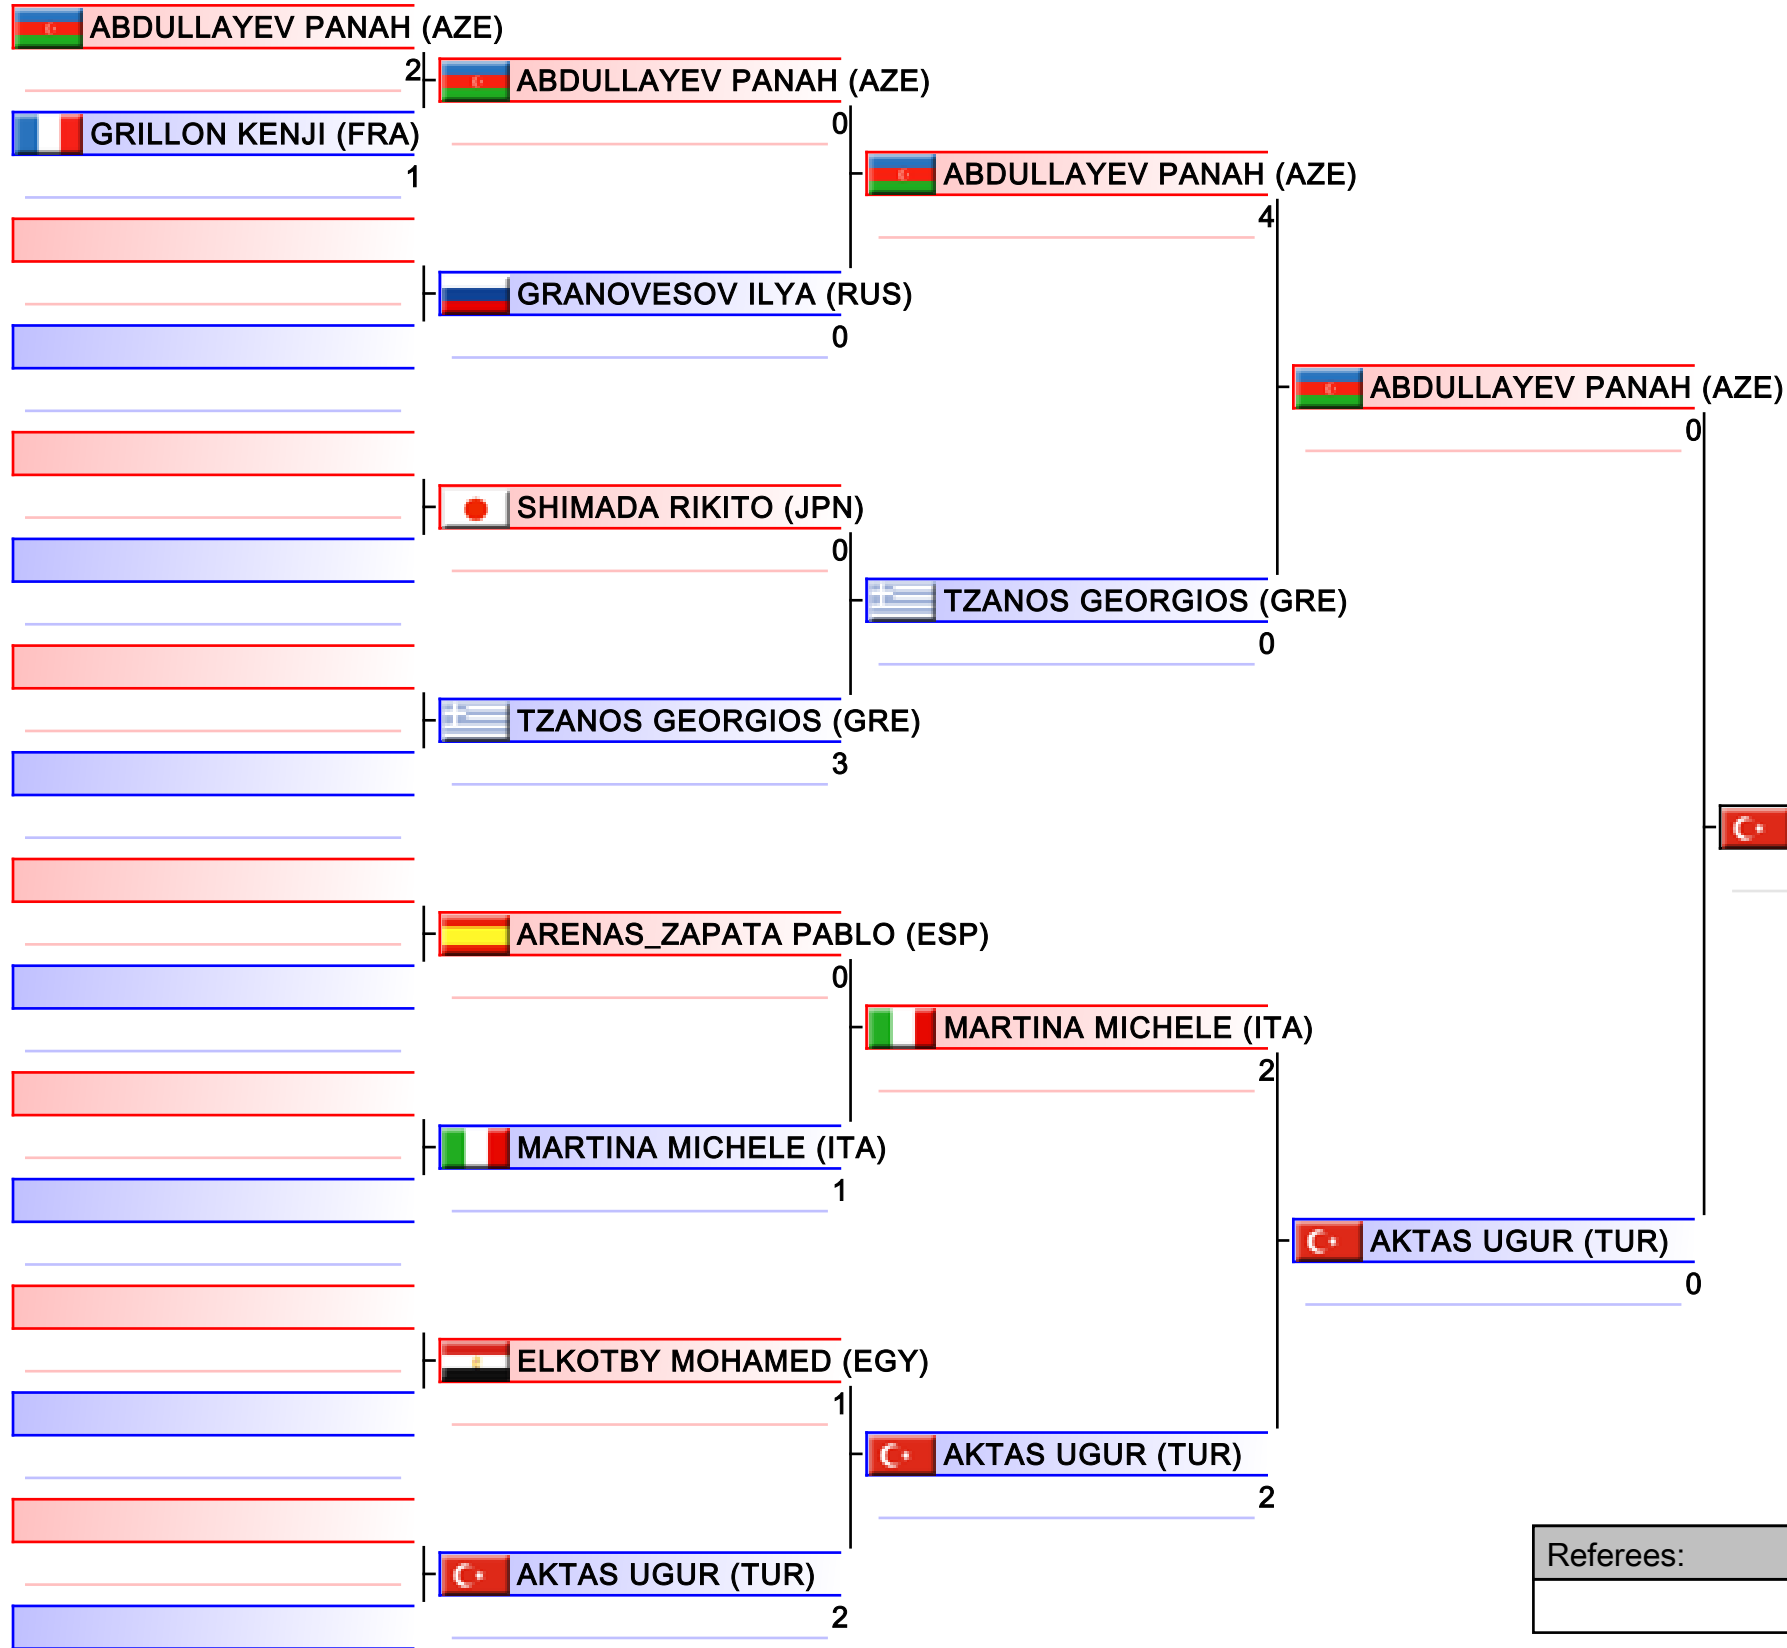 ABDULLAYEV PANAH (AZE)
2
GRILLON KENJI (FRA)
1
ABDULLAYEV PANAH (AZE)
0
GRANOVESOV ILYA (RUS)
0
SHIMADA RIKITO (JPN)
0
TZANOS GEORGIOS (GRE)
3
ARENAS_ZAPATA PABLO (ESP)
0
MARTINA MICHELE (ITA)
1
ELKOTBY MOHAMED (EGY)
1
AKTAS UGUR (TUR)
2
ABDULLAYEV PANAH (AZE)
4
TZANOS GEORGIOS (GRE)
0
MARTINA MICHELE (ITA)
2
AKTAS UGUR (TUR)
2
ABDULLAYEV PANAH (AZE)
0
AKTAS UGUR (TUR)
0
Referees: